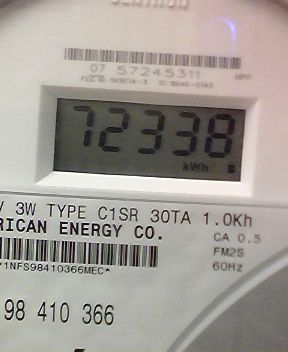 07 57245311
72338
kWh
3W TYPE C1SR 30TA 1.0Kh
RICAN ENERGY CO.
CA 0.5
FM2S
60Hz
1NFS98410366MEC*
98 410 366